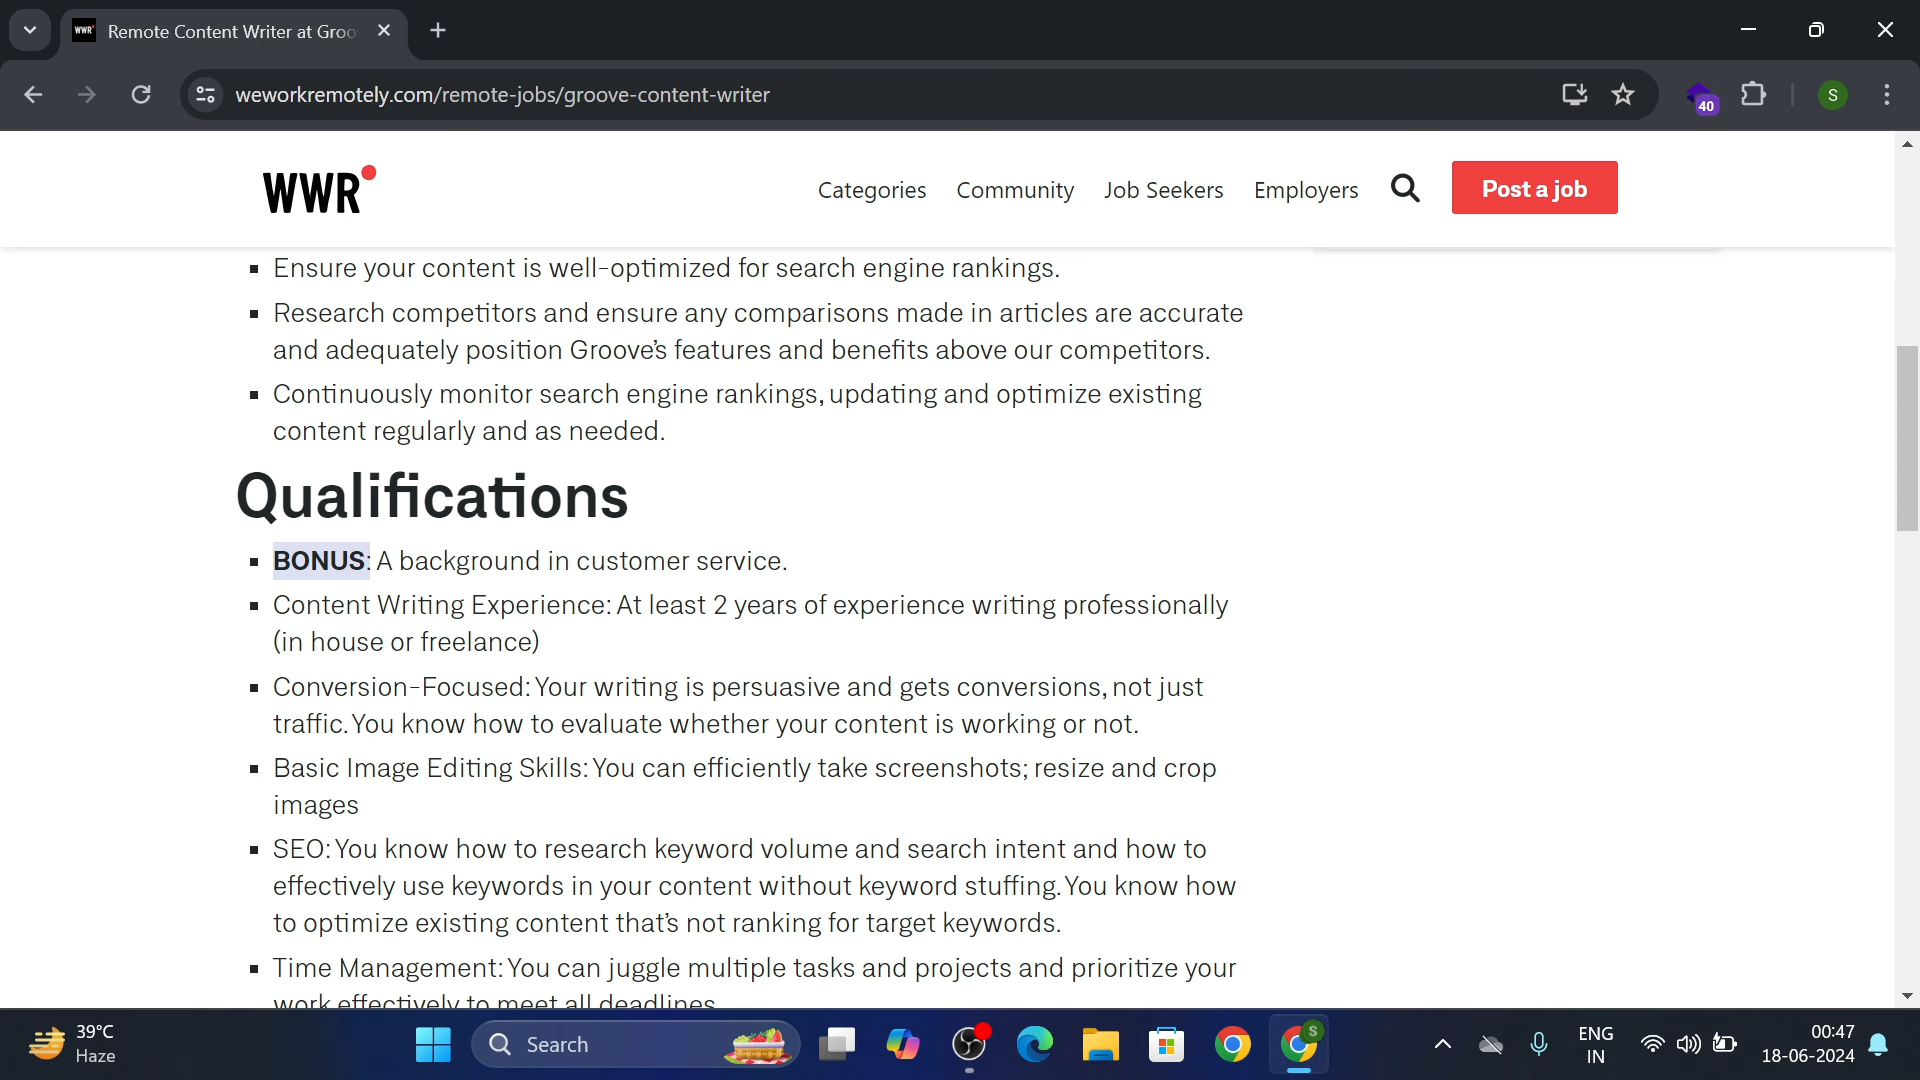 WWR Remote Content Writer at Groo
weworkremotely.com/remote-jobs/groove-content-writer
40
S
WWR
Categories Community Job Seekers Employers Post a job
▪ Ensure your content is well-optimized for search engine rankings.
▪ Research competitors and ensure any comparisons made in articles are accurate
and adequately position Groove's features and benefits above our competitors.
▪ Continuously monitor search engine rankings, updating and optimize existing
content regularly and as needed.
Qualifications
▪ BONUS: A background in customer service.
▪ Content Writing Experience: At least 2 years of experience writing professionally
(in house or freelance)
▪ Conversion-Focused: Your writing is persuasive and gets conversions, not just
traffic. You know how to evaluate whether your content is working or not.
▪ Basic Image Editing Skills: You can efficiently take screenshots; resize and crop
images
▪ SEO: You know how to research keyword volume and search intent and how to
effectively use keywords in your content without keyword stuffing. You know how
to optimize existing content that's not ranking for target keywords.
▪ Time Management: You can juggle multiple tasks and projects and prioritize your
work effectively to meet all deadlines
39°C
Haze
Search
S
ENG
IN
00:47
18-06-2024